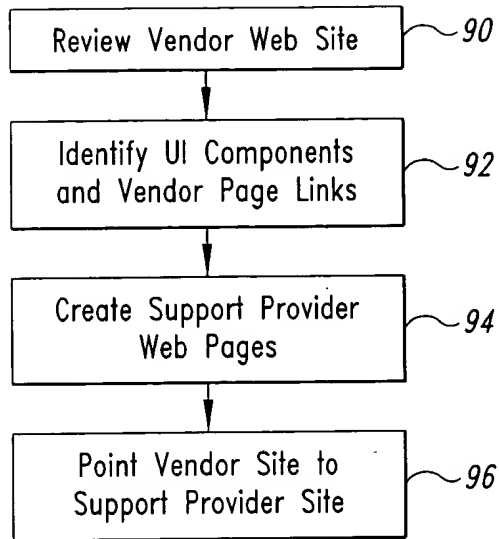 Review Vendor Web Site
90
Identify UI Components
and Vendor Page Links
92
Create Support Provider
Web Pages
94
Point Vendor Site to
Support Provider Site
96